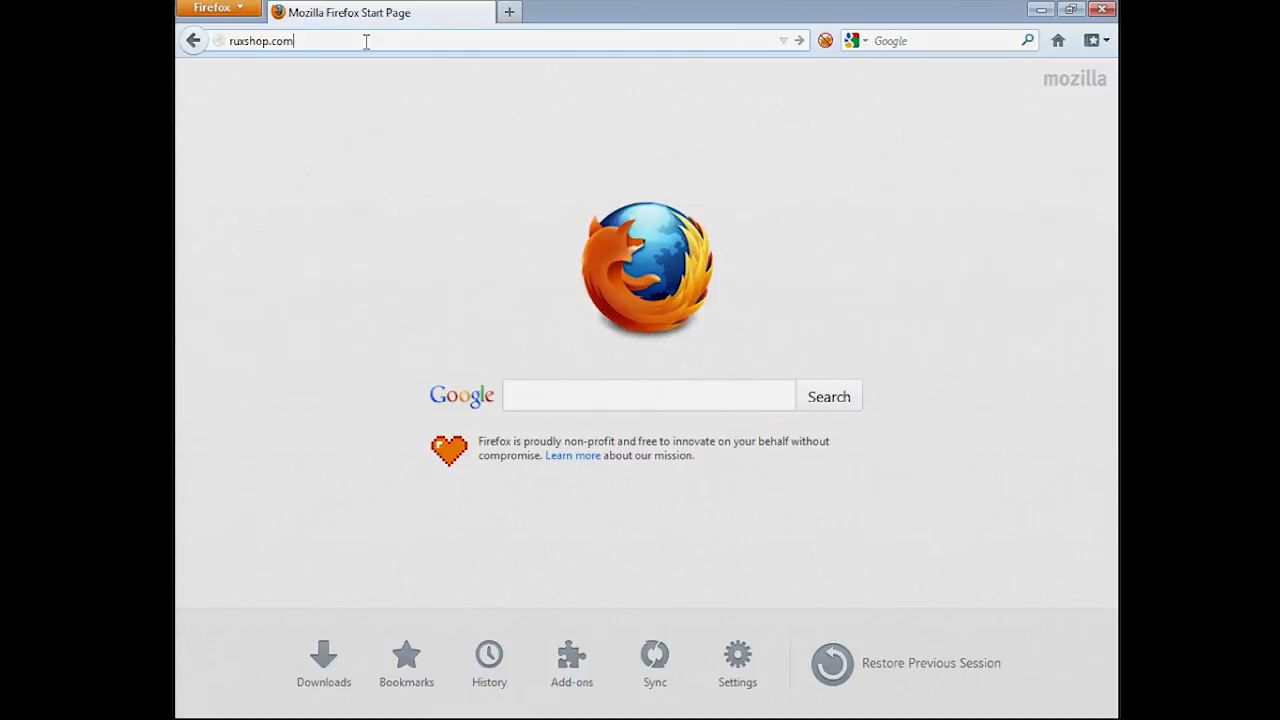 Firefox
Mozilla Firefox Start Page
ruxshop.com
Google
mozilla
Google
Search
Firefox is proudly non-profit and free to innovate on your behalf without
compromise. Learn more about our mission.
Downloads
Bookmarks
History
Add-ons
Sync
Settings
Restore Previous Session